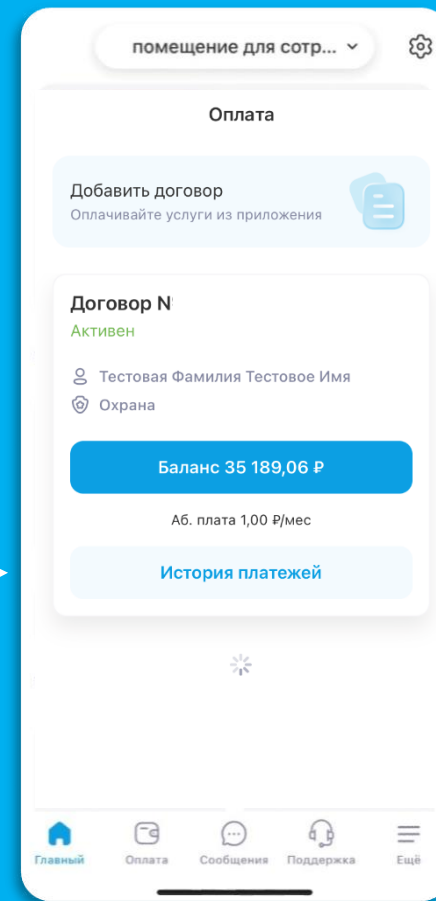 помещение для сотр...
Оплата
Добавить договор
Оплачивайте услуги из приложения
Договор N
Активен
Тестовая Фамилия Тестовое Имя
Охрана
Баланс 35 189,06 ₽
Аб. плата 1,00 ₽/мес
История платежей
Главный Оплата Сообщения Поддержка Ещё